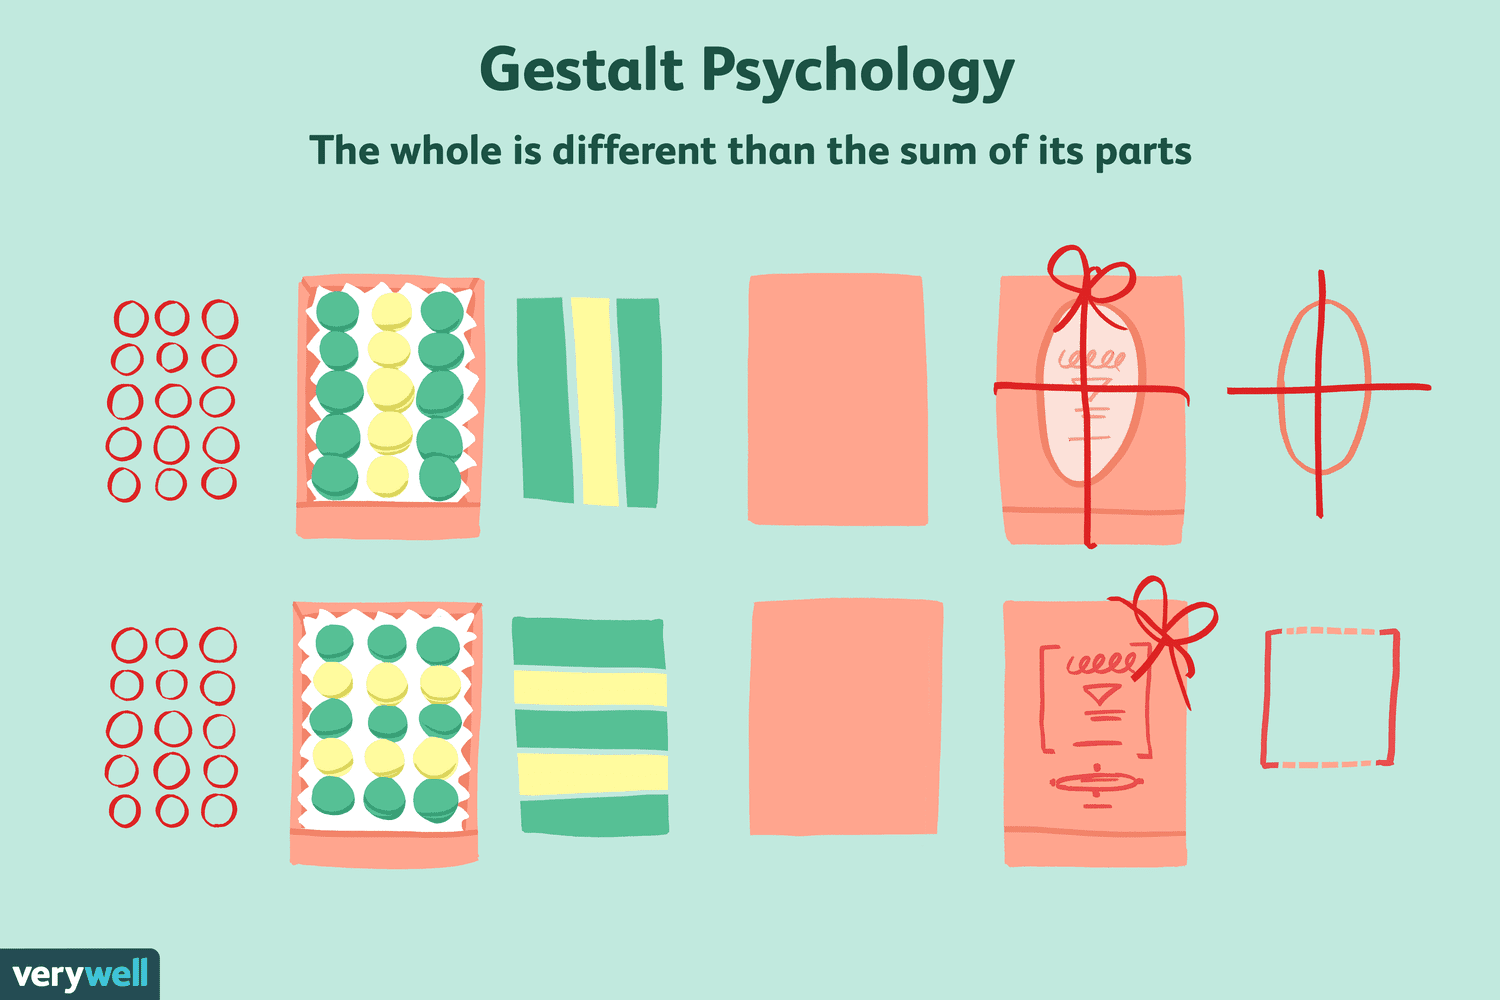 Gestalt Psychology
The whole is different than the sum of its parts
verywell